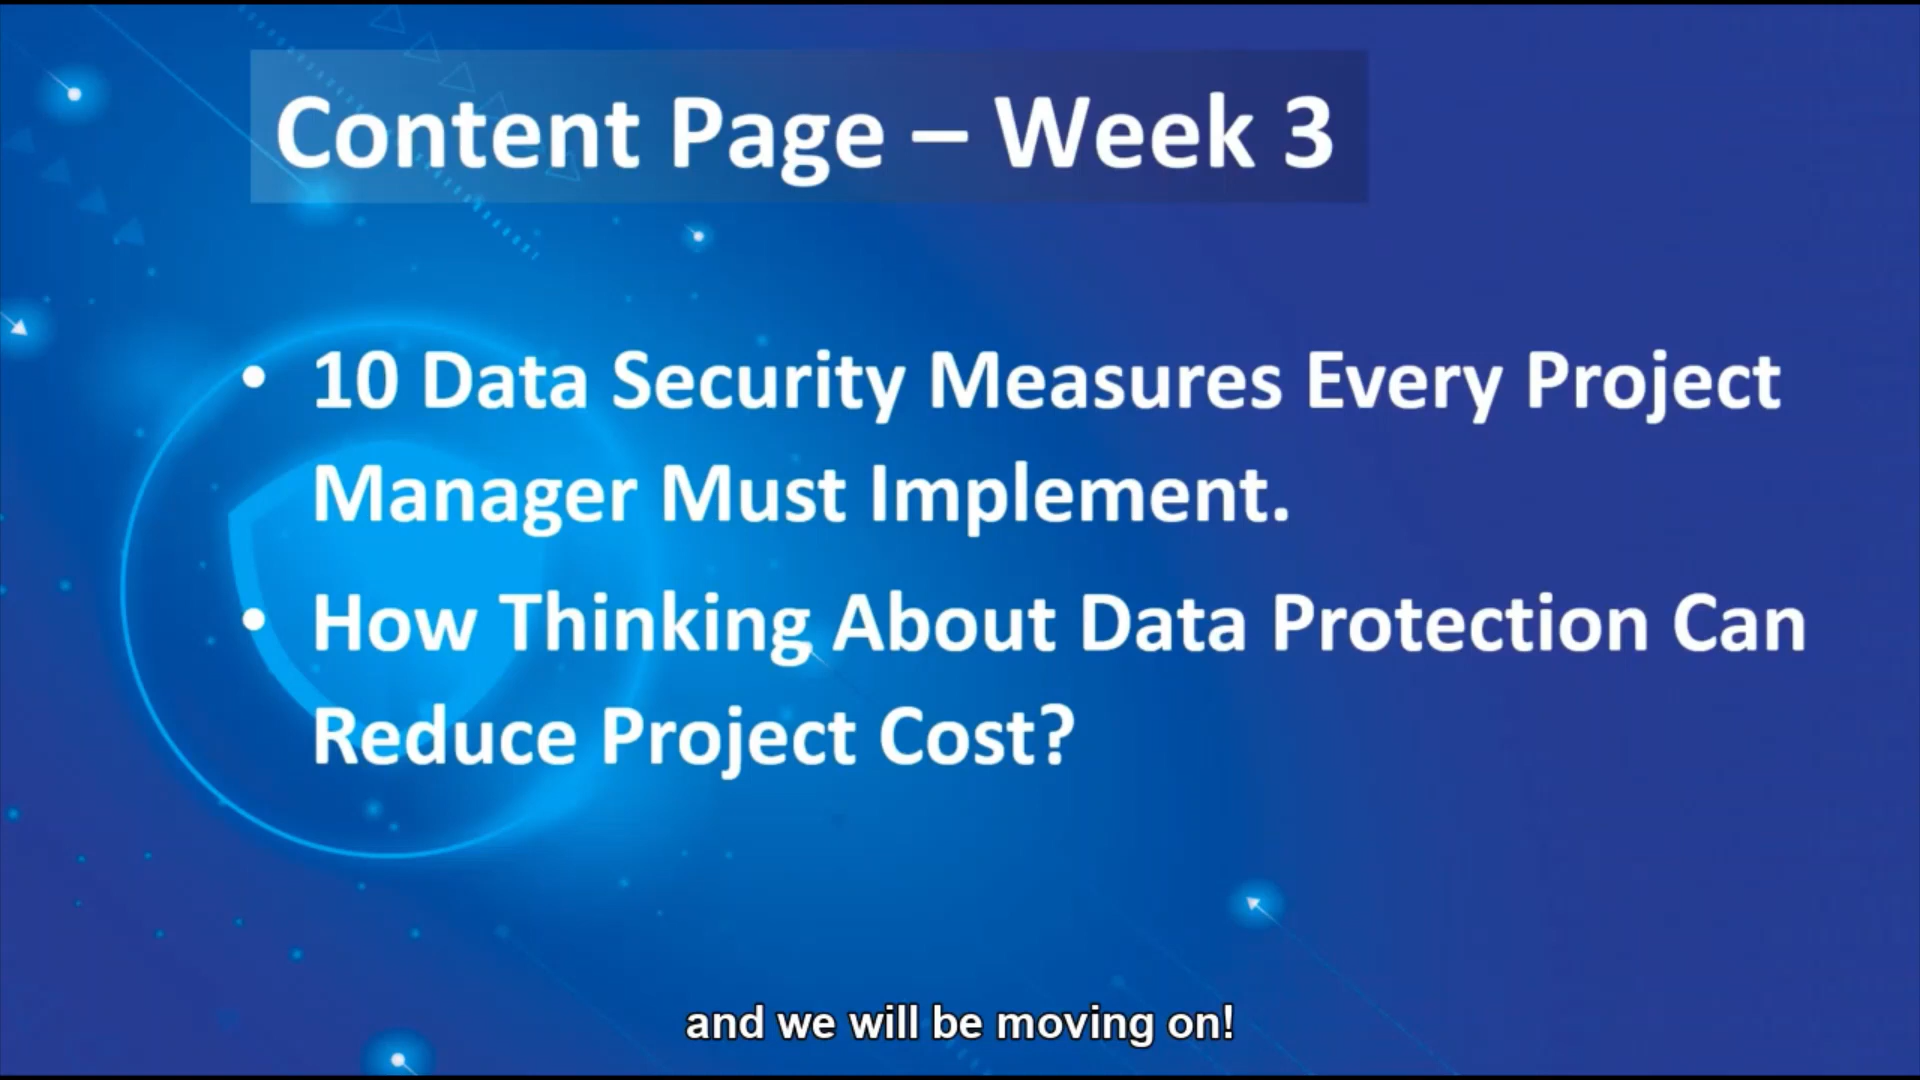 Content Page – Week 3
• 10 Data Security Measures Every Project
Manager Must Implement.
• How Thinking About Data Protection Can
Reduce Project Cost?
and we will be moving on!